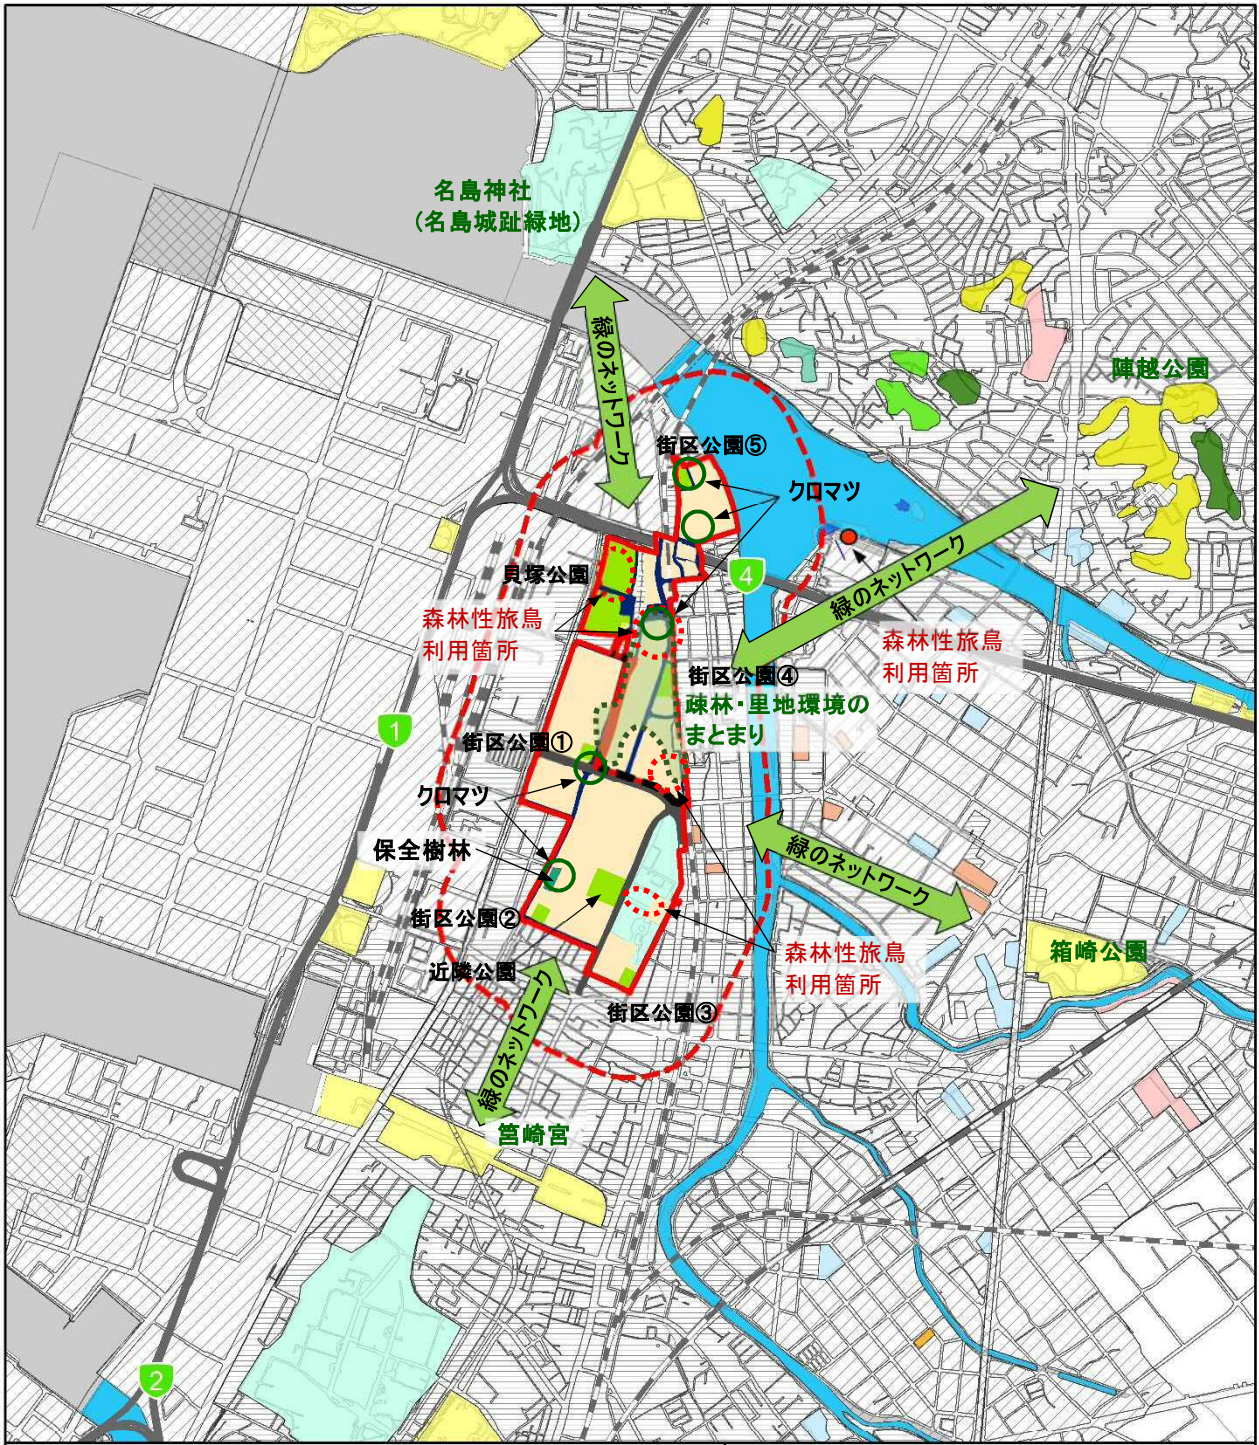 名島神社
(名島城趾緑地)
緑のネットワーク
陣越公園
街区公園⑤
クロマツ
貝塚公園
4
緑のネットワーク
森林性旅鳥
利用箇所
森林性旅鳥
利用箇所
街区公園④
疎林・里地環境の
まとまり
1
街区公園①
クロマツ
保全樹林
緑のネットワーク
街区公園②
近隣公園
森林性旅鳥
利用箇所
箱崎公園
街区公園③
緑のネットワーク
筥崎宮
2